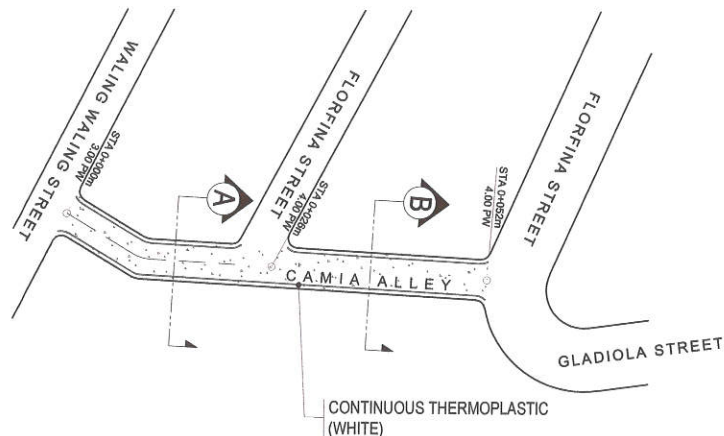 WALING WALING STREET
STA 0+000m
3.00 PW
A
FLORFINA STREET
STA 0+026m
4.00 PW
B
STA 0+052m
4.00 PW
FLORFINA STREET
CAMIA ALLEY
GLADIOLA STREET
CONTINUOUS THERMOPLASTIC
(WHITE)